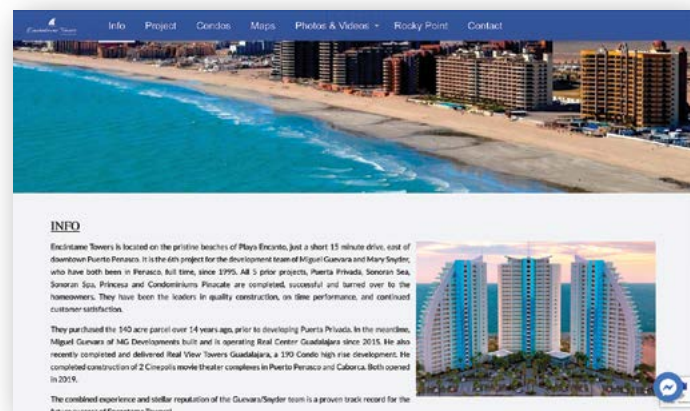 Encántame Towers
Info Project Condos Maps Photos & Videos Rocky Point Contact
INFO
Encántame Towers is located on the pristine beaches of Playa Encanto, just a short 15 minute drive, east of
downtown Puerto Penasco. It is the 6th project for the development team of Miguel Guevara and Mary Snyder,
who have both been in Penasco, full time, since 1995. All 5 prior projects, Puerta Privada, Sonoran Sea,
Sonoran Spa, Princesa and Condominiums Pinacate are completed, successful and turned over to the
homeowners. They have been the leaders in quality construction, on time performance, and continued
customer satisfaction.
They purchased the 140 acre parcel over 14 years ago, prior to developing Puerta Privada. In the meantime,
Miguel Guevara of MG Developments built and is operating Real Center Guadalajara since 2015. He also
recently completed and delivered Real View Towers Guadalajara, a 190 Condo high rise development. He
completed construction of 2 Cinepolis movie theater complexes in Puerto Penasco and Caborca. Both opened
in 2019.
The combined experience and stellar reputation of the Guevara/Snyder team is a proven track record for the
future success of Encantame Towers!